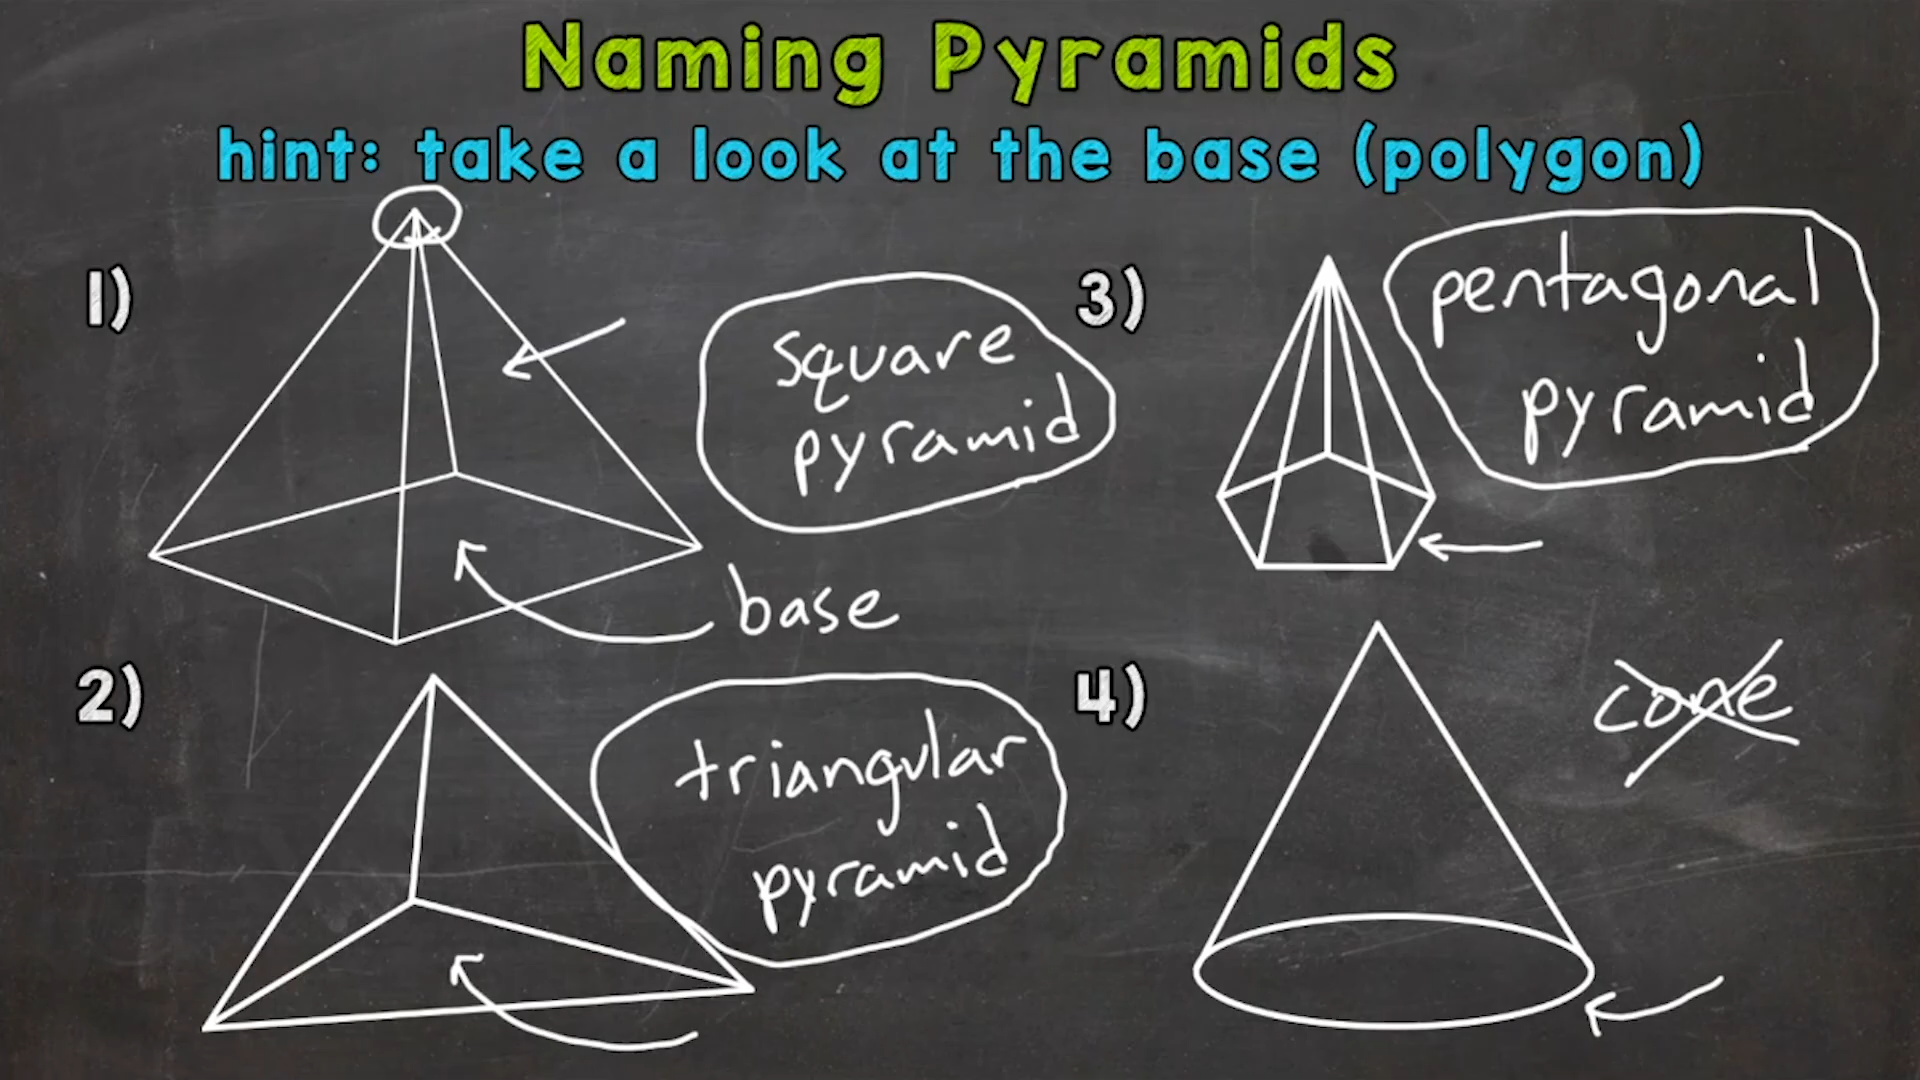 Naming Pyramids
hint: take a look at the base (polygon)
1)
square
pyramid
base
2)
triangular
pyramid
3)
pentagonal
pyramid
4)
cone